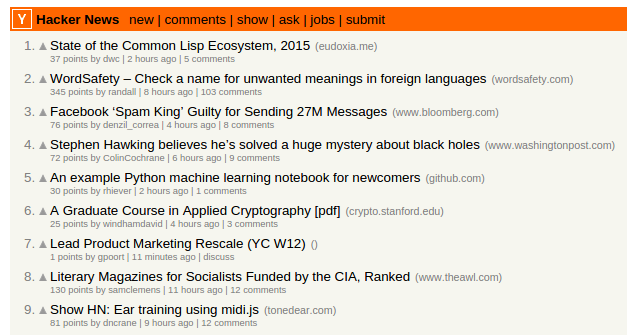 Y Hacker News new | comments | show | ask | jobs | submit
1. ▲ State of the Common Lisp Ecosystem, 2015 (eudoxia.me)
37 points by dwc | 2 hours ago | 5 comments
2. ▲ WordSafety – Check a name for unwanted meanings in foreign languages (wordsafety.com)
345 points by randall | 8 hours ago | 103 comments
3. ▲ Facebook ‘Spam King’ Guilty for Sending 27M Messages (www.bloomberg.com)
76 points by denzil_correa | 4 hours ago | 8 comments
4. ▲ Stephen Hawking believes he’s solved a huge mystery about black holes (www.washingtonpost.com)
72 points by ColinCochrane | 6 hours ago | 9 comments
5. ▲ An example Python machine learning notebook for newcomers (github.com)
30 points by rhiever | 2 hours ago | 1 comments
6. ▲ A Graduate Course in Applied Cryptography [pdf] (crypto.stanford.edu)
25 points by windhamdavid | 4 hours ago | 3 comments
7. ▲ Lead Product Marketing Rescale (YC W12) ()
1 points by gpoort | 11 minutes ago | discuss
8. ▲ Literary Magazines for Socialists Funded by the CIA, Ranked (www.theawl.com)
130 points by samclemens | 11 hours ago | 12 comments
9. ▲ Show HN: Ear training using midi.js (tonedear.com)
81 points by dncrane | 9 hours ago | 12 comments